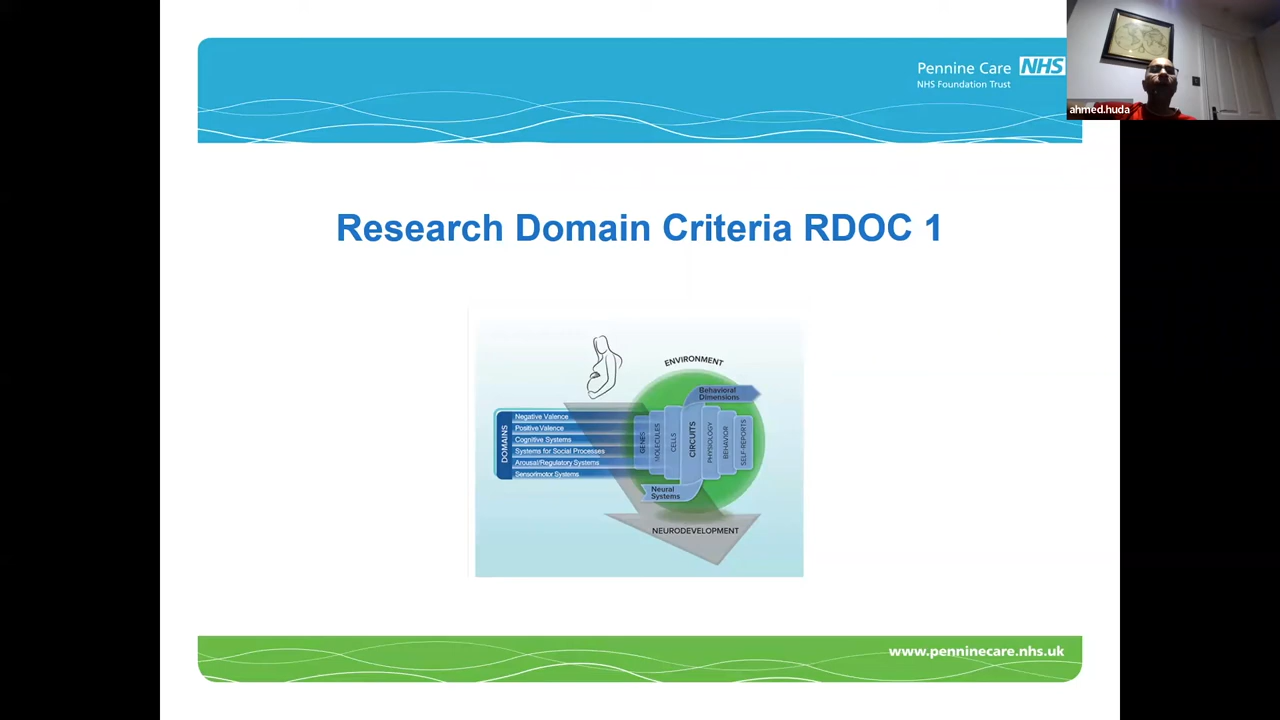 Pennine Care NHS
NHS Foundation Trust
ahmed.huda
Research Domain Criteria RDOC 1
ENVIRONMENT
Behavioral
Dimensions
DOMAINS
Negative Valence
Positive Valence
Cognitive Systems
Systems for Social Processes
Arousal/Regulatory Systems
Sensorimotor Systems
GENES
MOLECULES
CELLS
CIRCUITS
PHYSIOLOGY
BEHAVIOR
SELF-REPORTS
Neural
Systems
NEURODEVELOPMENT
www.penninecare.nhs.uk